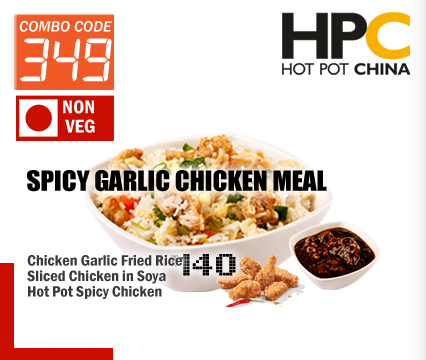 COMBO CODE
349
HPC
HOT POT CHINA
NON
VEG
SPICY GARLIC CHICKEN MEAL
Chicken Garlic Fried Rice
140
Sliced Chicken in Soya
Hot Pot Spicy Chicken